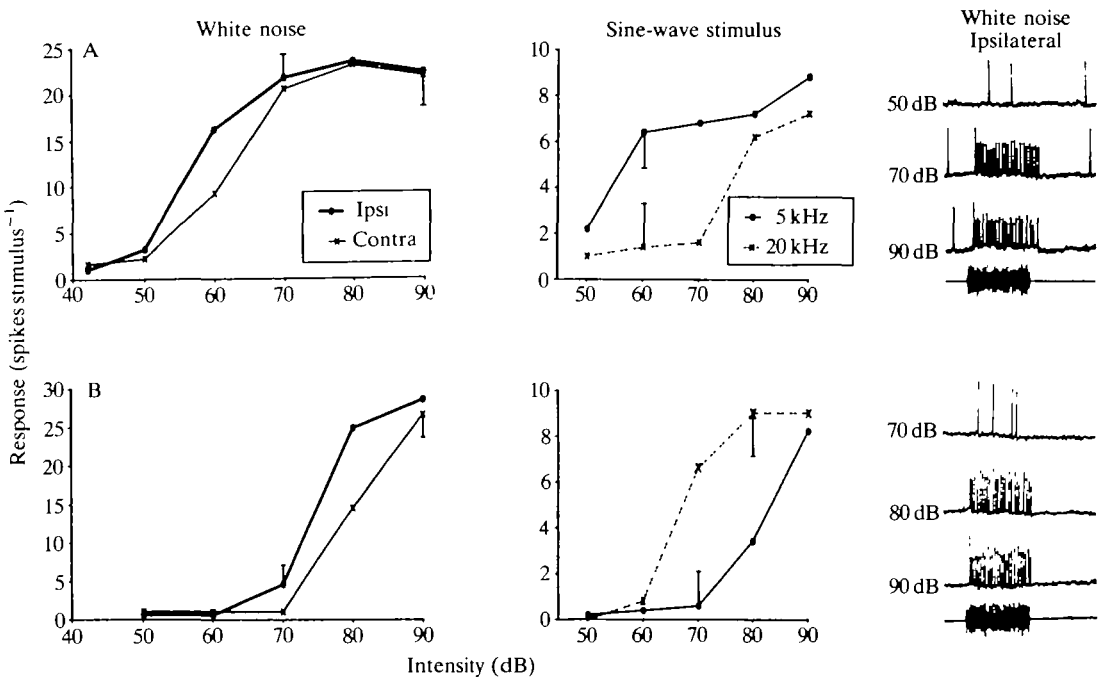 White noise
Sine-wave stimulus
White noise
Ipsilateral
A
25
20
15
10
5
0
40
50
60
70
80
90
Ipsi
Contra
10
8
6
4
2
0
50
60
70
80
90
5 kHz
20 kHz
50 dB
70 dB
90 dB
Response (spikes stimulus⁻¹)
B
30
25
20
15
10
5
0
40
50
60
70
80
90
10
8
6
4
2
0
50
60
70
80
90
70 dB
80 dB
90 dB
Intensity (dB)